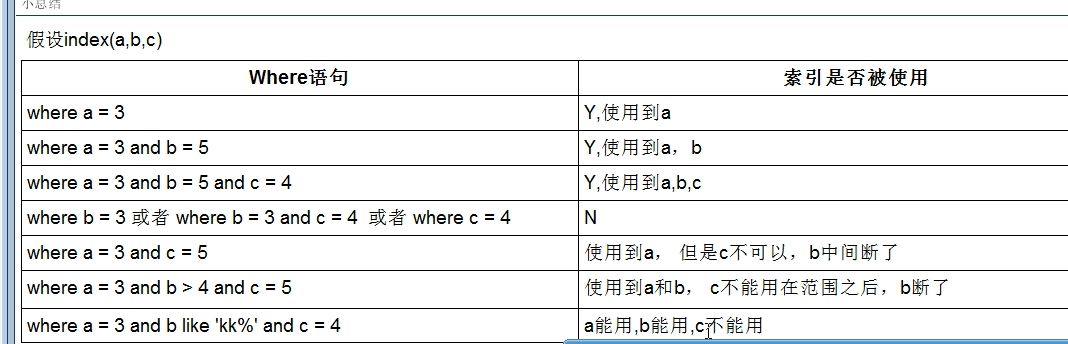 小总结
假设index(a,b,c)
Where语句 索引是否被使用
where a = 3 Y,使用到a
where a = 3 and b = 5 Y,使用到a，b
where a = 3 and b = 5 and c = 4 Y,使用到a,b,c
where b = 3 或者 where b = 3 and c = 4 或者 where c = 4 N
where a = 3 and c = 5 使用到a， 但是c不可以，b中间断了
where a = 3 and b > 4 and c = 5 使用到a和b， c不能用在范围之后，b断了
where a = 3 and b like 'kk%' and c = 4 a能用,b能用,c不能用